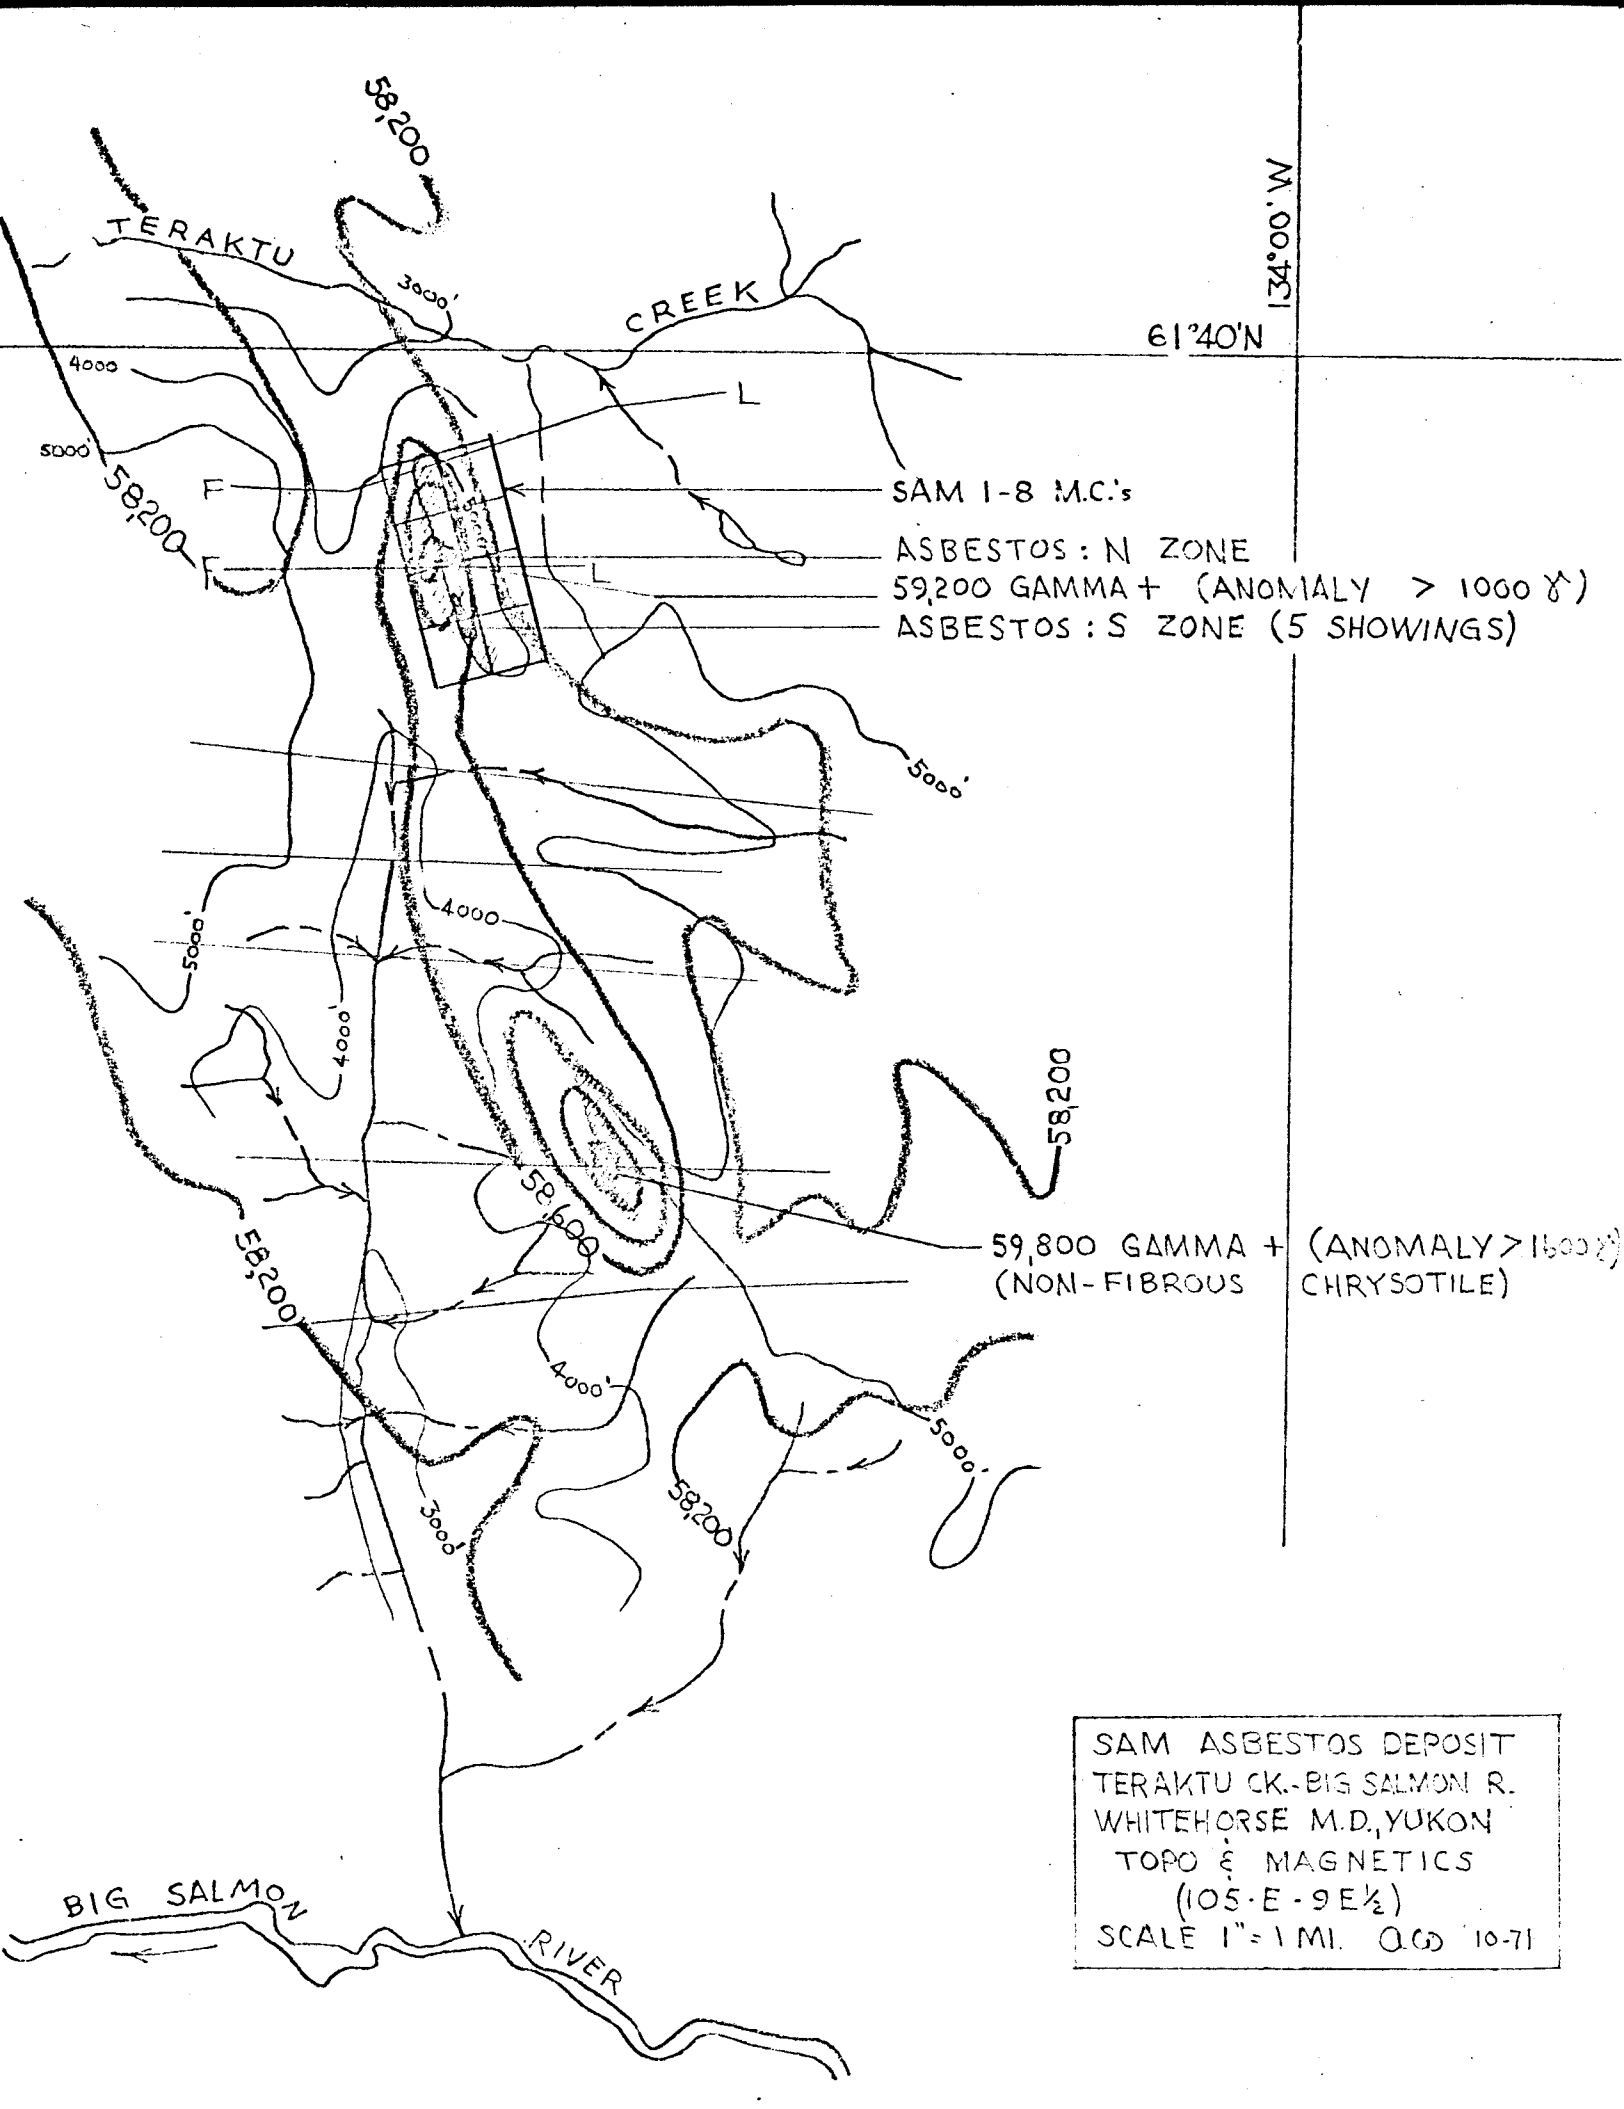 58,200
TERAKTU
CREEK
3000'
134°00' W
61°40'N
4000
5000'
58,200
L
F
F
L
SAM 1-8 M.C.'s
ASBESTOS : N ZONE
59,200 GAMMA + (ANOMALY > 1000 ɣ)
ASBESTOS : S ZONE (5 SHOWINGS)
5000'
4000
5000'
4000'
58,200
58,600
58,200
59,800 GAMMA + (ANOMALY > 1600 ɣ)
(NON-FIBROUS CHRYSOTILE)
4000'
5000'
58,200
3000'
SAM ASBESTOS DEPOSIT
TERAKTU CK.-BIG SALMON R.
WHITEHORSE M.D., YUKON
TOPO & MAGNETICS
(105-E-9E½)
SCALE 1"=1 MI. 10-71
BIG SALMON
RIVER